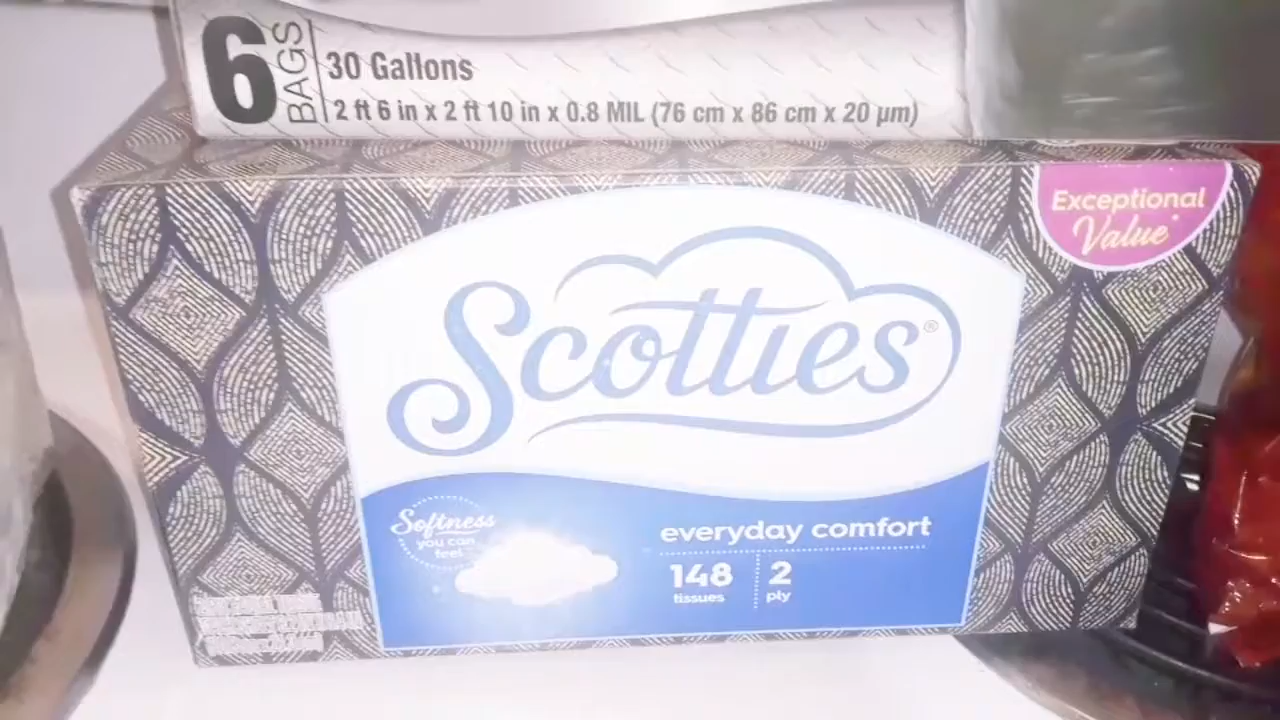 6 BAGS
30 Gallons
2 ft 6 in x 2 ft 10 in x 0.8 MIL (76 cm x 86 cm x 20 µm)
Exceptional
Value*
Scotties®
Softness
you can
feel
everyday comfort
148 2
tissues ply